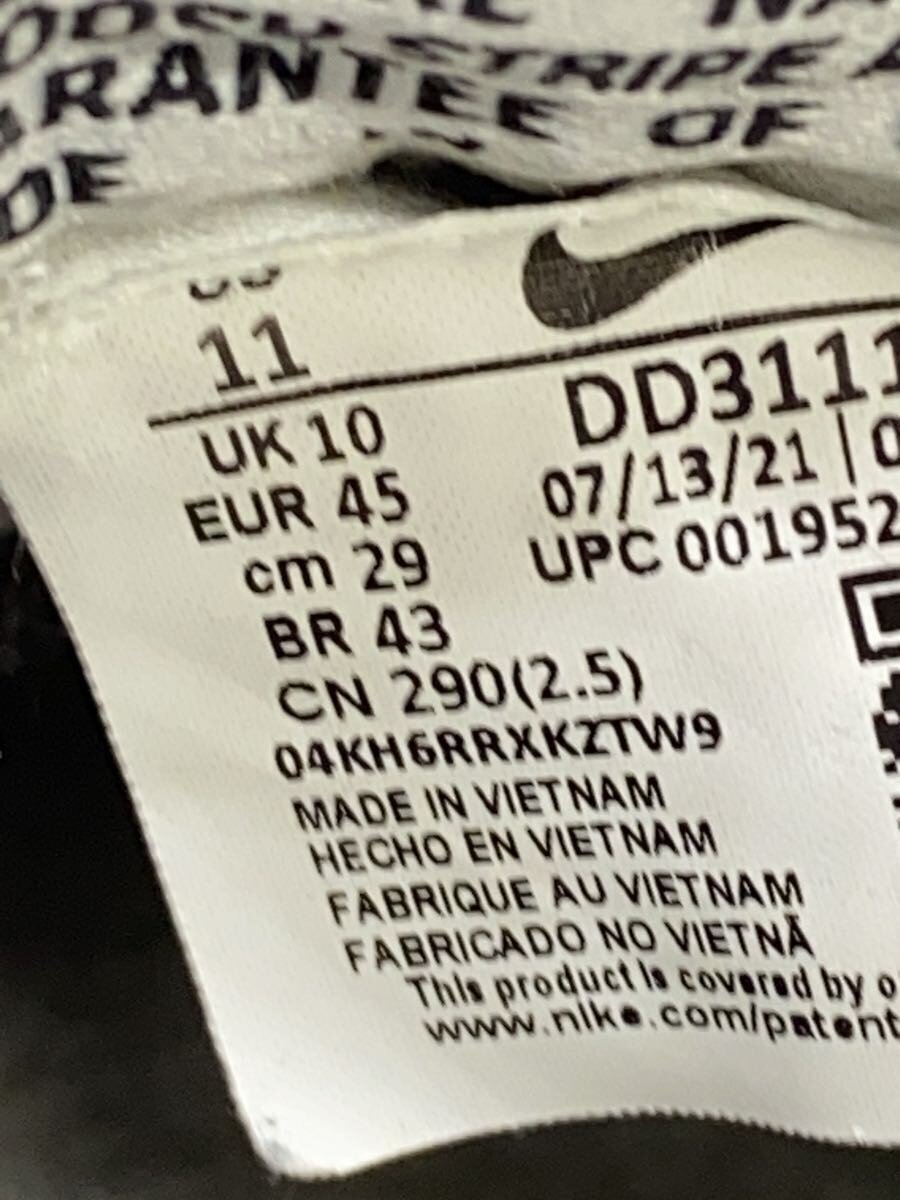 STRIPE
OF
11
UK 10
EUR 45
cm 29
BR 43
CN 290(2.5)
04KH6RRXKZTW9
MADE IN VIETNAM
HECHO EN VIETNAM
FABRIQUE AU VIETNAM
FABRICADO NO VIETNÃ
This product is covered by
www.nike.com/patent
DD3111
07/13/21 | 0
UPC 001952